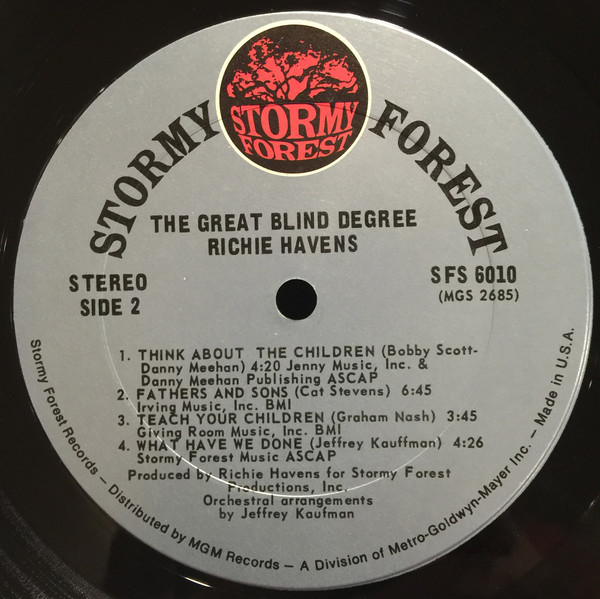 STORMY FOREST
STORMY
FOREST
THE GREAT BLIND DEGREE
RICHIE HAVENS
STEREO
SIDE 2
SFS 6010
(MGS 2685)
1. THINK ABOUT THE CHILDREN (Bobby Scott-
Danny Meehan) 4:20 Jenny Music, Inc. &
Danny Meehan Publishing ASCAP
2. FATHERS AND SONS (Cat Stevens) 6:45
Irving Music, Inc. BMI
3. TEACH YOUR CHILDREN (Graham Nash) 3:45
Giving Room Music, Inc. BMI
4. WHAT HAVE WE DONE (Jeffrey Kauffman) 4:26
Stormy Forest Music ASCAP
Produced by Richie Havens for Stormy Forest
Productions, Inc.
Orchestral arrangements
by Jeffrey Kaufman
Stormy Forest Records – Distributed by MGM Records – A Division of Metro-Goldwyn-Mayer Inc. – Made in U.S.A.